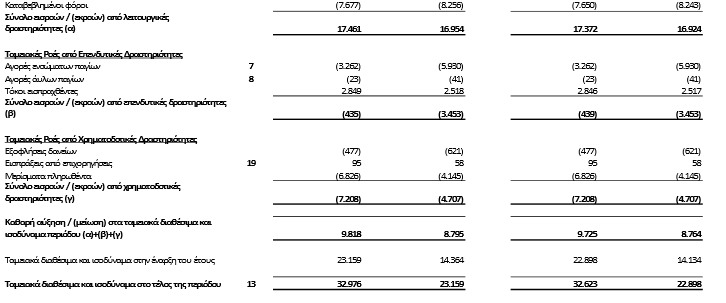 Καταβεβλημένοι φόροι (7.677) (8.256) (7.650) (8.243)
Σύνολο εισροών / (εκροών) από λειτουργικές
δραστηριότητες (α) 17.461 16.954 17.372 16.924
Ταμειακές Ροές από Επενδυτικές Δραστηριότητες
Αγορές ενσώματων παγίων 7 (3.262) (5.930) (3.262) (5.930)
Αγορές άυλων παγίων 8 (23) (41) (23) (41)
Τόκοι εισπραχθέντες 2.849 2.518 2.846 2.517
Σύνολο εισροών / (εκροών) από επενδυτικές δραστηριότητες
(β) (435) (3.453) (439) (3.453)
Ταμειακές Ροές από Χρηματοδοτικές Δραστηριότητες
Εξοφλήσεις δανείων (477) (621) (477) (621)
Εισπράξεις από επιχορηγήσεις 19 95 58 95 58
Μερίσματα πληρωθέντα (6.826) (4.145) (6.826) (4.145)
Σύνολο εισροών / (εκροών) από χρηματοδοτικές
δραστηριότητες (γ) (7.208) (4.707) (7.208) (4.707)
Καθαρή αύξηση / (μείωση) στα ταμειακά διαθέσιμα και
ισοδύναμα περιόδου (α)+(β)+(γ) 9.818 8.795 9.725 8.764
Ταμειακά διαθέσιμα και ισοδύναμα στην έναρξη του έτους 23.159 14.364 22.898 14.134
Ταμειακά διαθέσιμα και ισοδύναμα στο τέλος της περιόδου 13 32.976 23.159 32.623 22.898